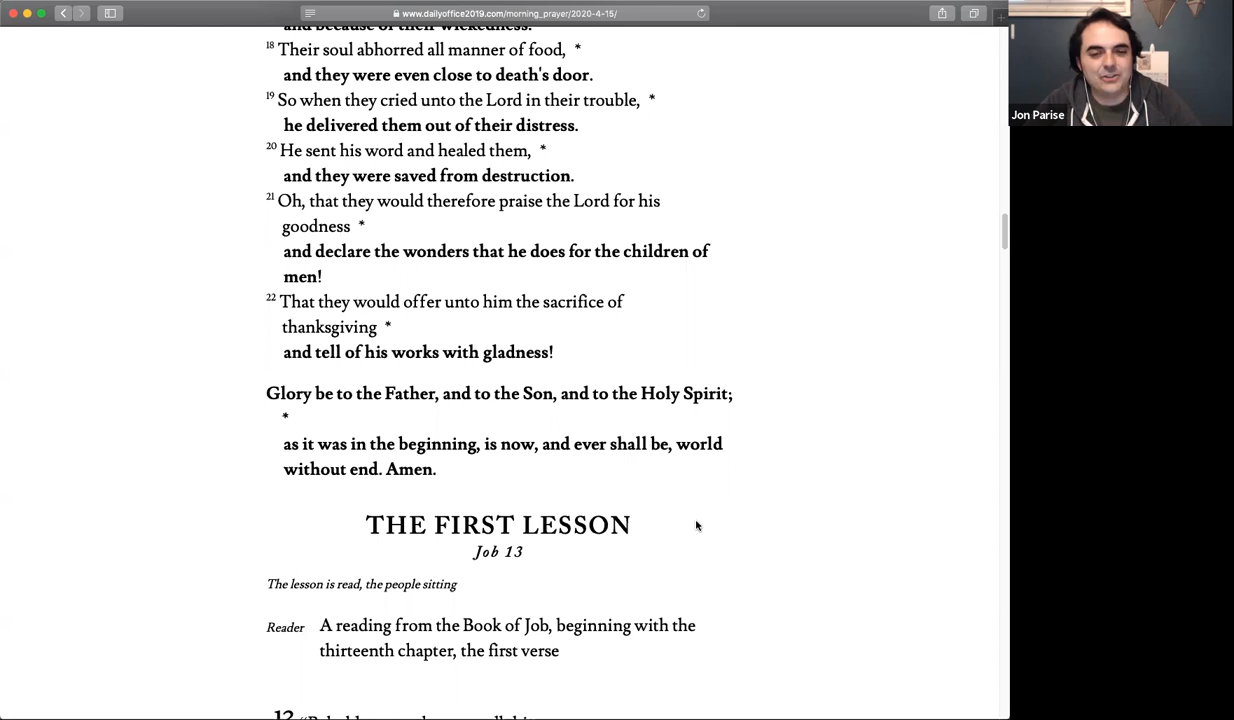 www.dailyoffice2019.com/morning_prayer/2020-4-15/
and because of their wickedness.
18 Their soul abhorred all manner of food, *
and they were even close to death's door.
19 So when they cried unto the Lord in their trouble, *
he delivered them out of their distress.
20 He sent his word and healed them, *
and they were saved from destruction.
21 Oh, that they would therefore praise the Lord for his
goodness *
and declare the wonders that he does for the children of
men!
22 That they would offer unto him the sacrifice of
thanksgiving *
and tell of his works with gladness!
Glory be to the Father, and to the Son, and to the Holy Spirit;
*
as it was in the beginning, is now, and ever shall be, world
without end. Amen.
THE FIRST LESSON
Job 13
The lesson is read, the people sitting
Reader A reading from the Book of Job, beginning with the
thirteenth chapter, the first verse
Jon Parise